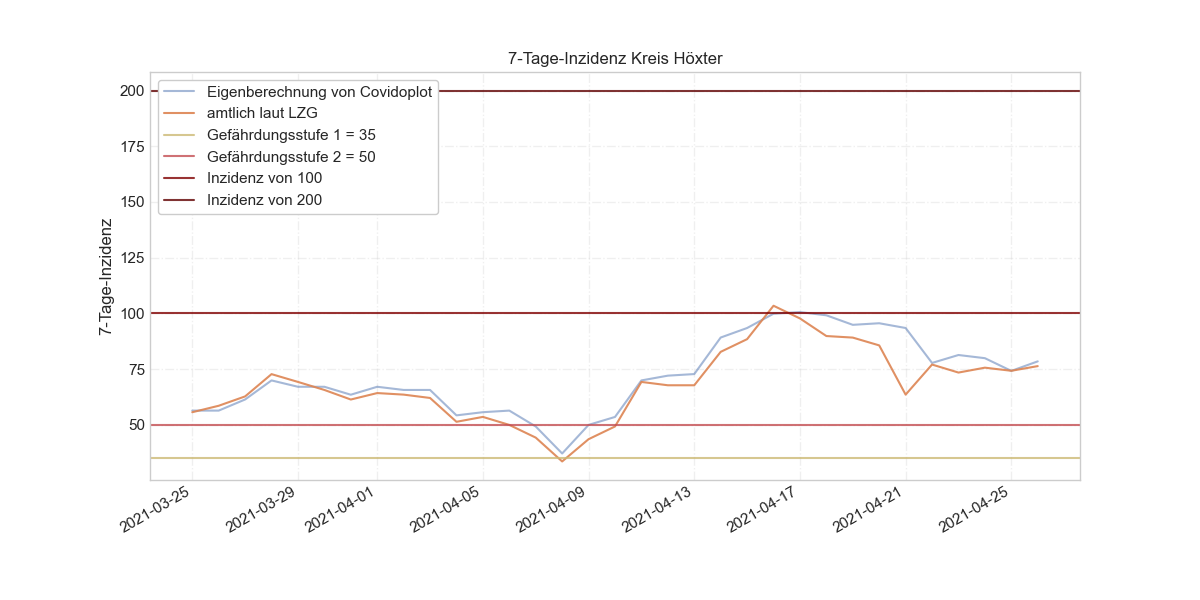 7-Tage-Inzidenz Kreis Höxter
7-Tage-Inzidenz
200
175
150
125
100
75
50
Eigenberechnung von Covidoplot
amtlich laut LZG
Gefährdungsstufe 1 = 35
Gefährdungsstufe 2 = 50
Inzidenz von 100
Inzidenz von 200
2021-03-25
2021-03-29
2021-04-01
2021-04-05
2021-04-09
2021-04-13
2021-04-17
2021-04-21
2021-04-25